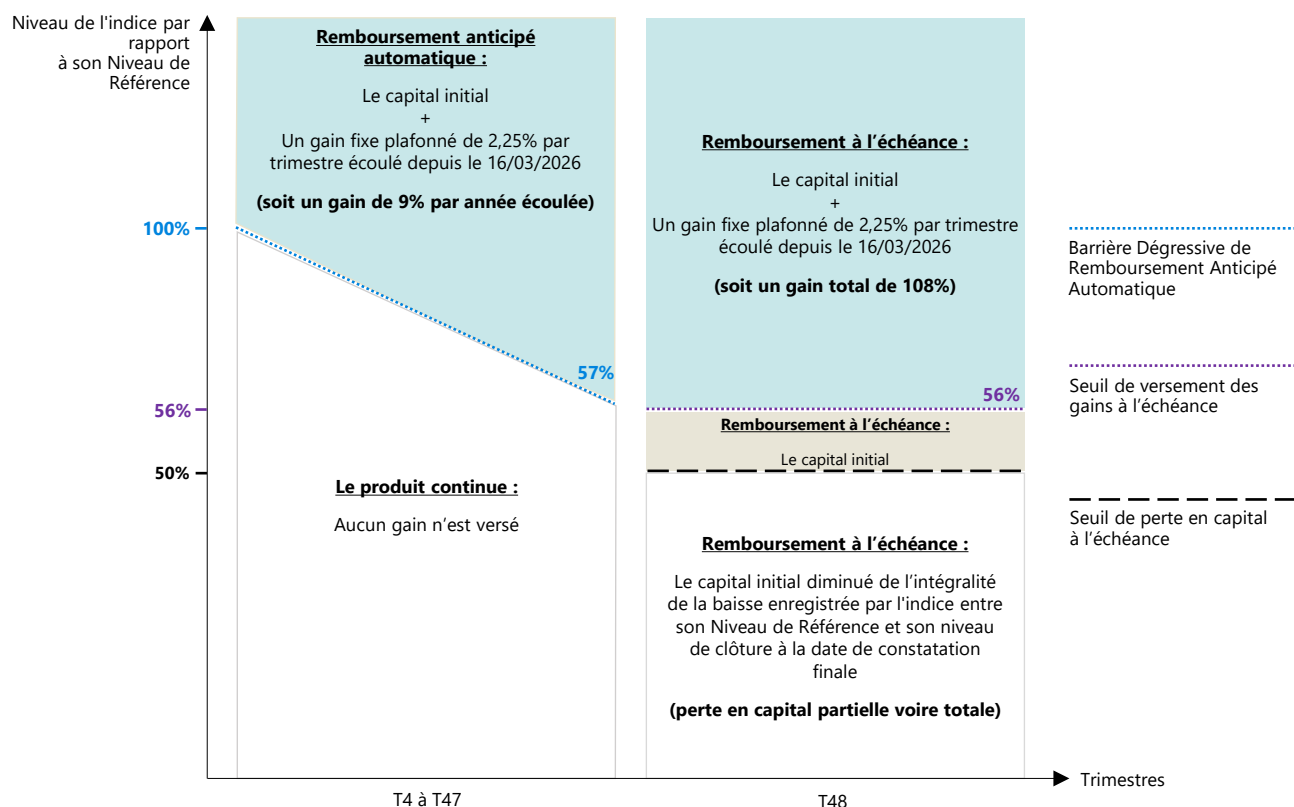 Niveau de l'indice par
rapport
à son Niveau de
Référence
Remboursement anticipé
automatique :
Le capital initial
+
Un gain fixe plafonné de 2,25% par
trimestre écoulé depuis le 16/03/2026
(soit un gain de 9% par année écoulée)
100%
57%
56%
50%
Le produit continue :
Aucun gain n’est versé
Remboursement à l’échéance :
Le capital initial
+
Un gain fixe plafonné de 2,25% par trimestre
écoulé depuis le 16/03/2026
(soit un gain total de 108%)
56%
Remboursement à l’échéance :
Le capital initial
Remboursement à l’échéance :
Le capital initial diminué de l’intégralité
de la baisse enregistrée par l'indice entre
son Niveau de Référence et son niveau
de clôture à la date de constatation
finale
(perte en capital partielle voire totale)
Barrière Dégressive de
Remboursement Anticipé
Automatique
Seuil de versement des
gains à l’échéance
Seuil de perte en capital
à l’échéance
Trimestres
T4 à T47
T48